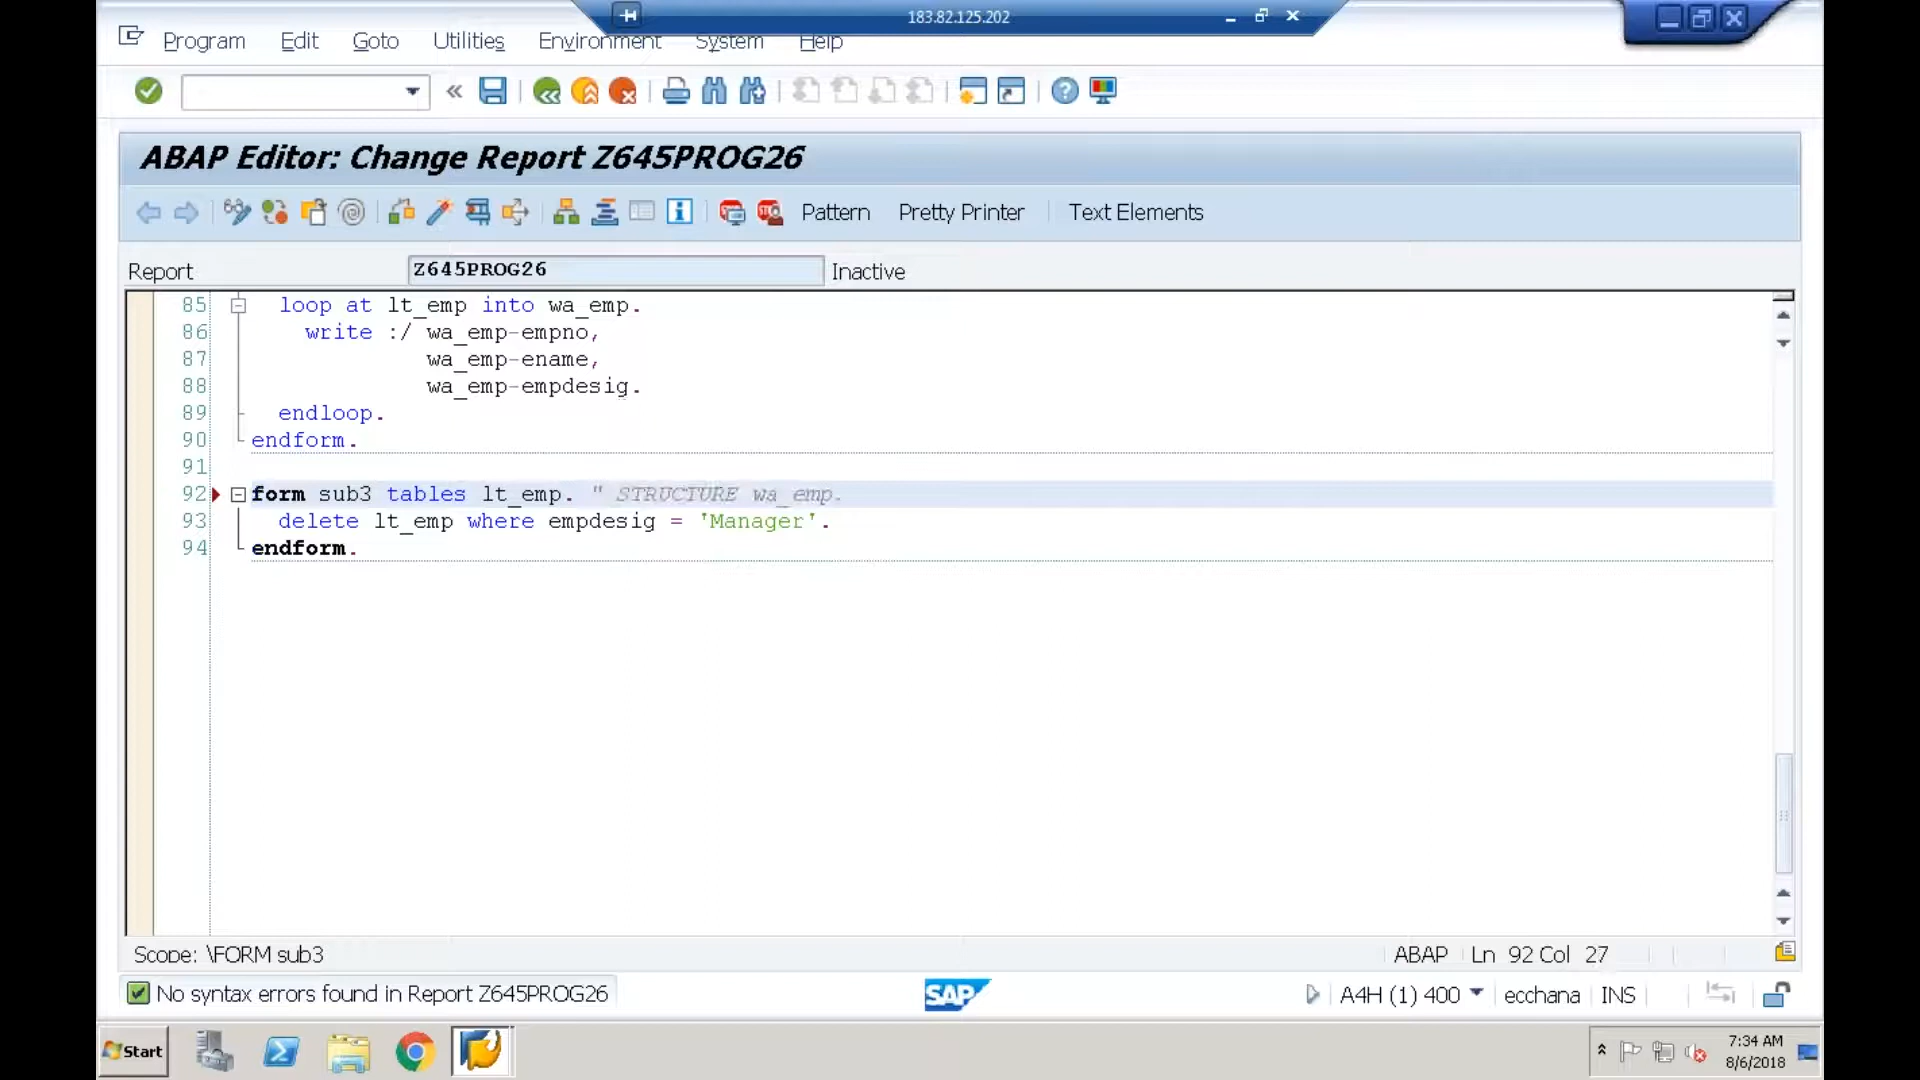 183.82.125.202
Program Edit Goto Utilities Environment System Help
ABAP Editor: Change Report Z645PROG26
Pattern Pretty Printer Text Elements
Report Z645PROG26 Inactive
85 loop at lt_emp into wa_emp.
86 write :/ wa_emp-empno,
87 wa_emp-ename,
88 wa_emp-empdesig.
89 endloop.
90 endform.
91
92 form sub3 tables lt_emp. " STRUCTURE wa_emp.
93 delete lt_emp where empdesig = 'Manager'.
94 endform.
Scope: \FORM sub3 ABAP Ln 92 Col 27
No syntax errors found in Report Z645PROG26 SAP A4H (1) 400 ecchana INS
Start 7:34 AM
8/6/2018